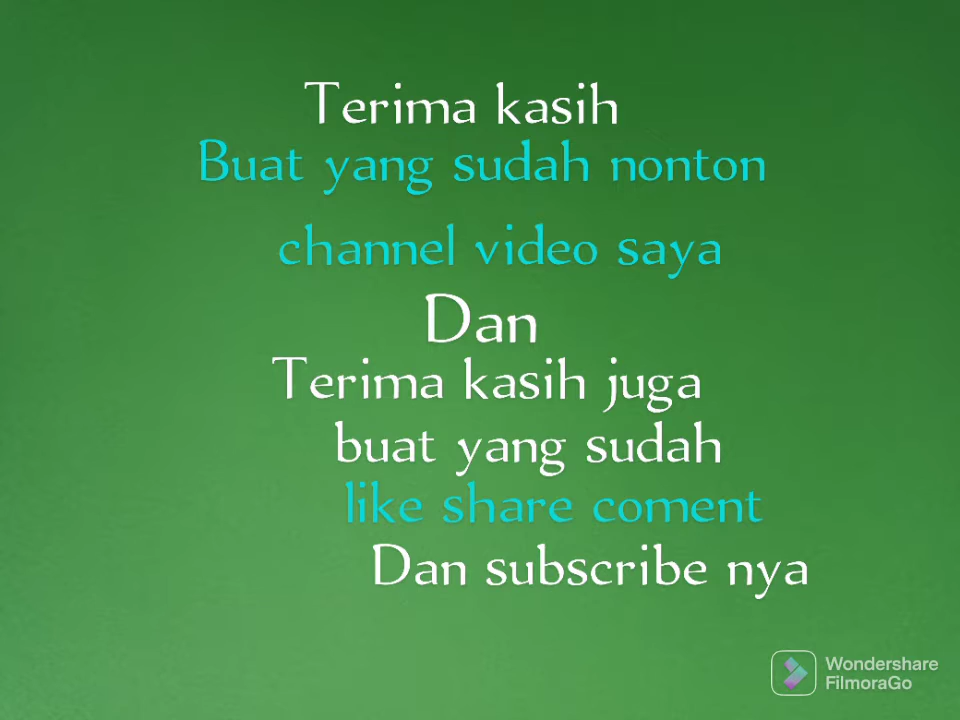 Terima kasih
Buat yang sudah nonton
channel video saya
Dan
Terima kasih juga
buat yang sudah
like share coment
Dan subscribe nya
Wondershare
FilmoraGo